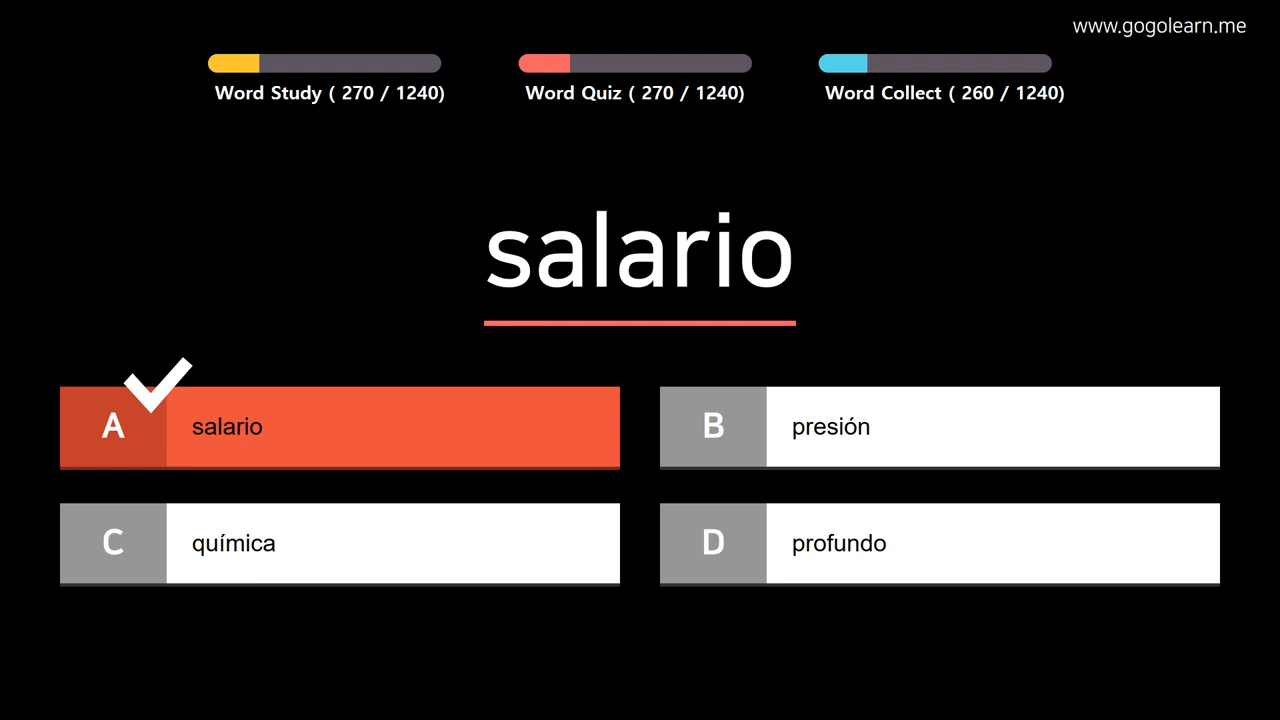 www.gogolearn.me
Word Study ( 270 / 1240)
Word Quiz ( 270 / 1240)
Word Collect ( 260 / 1240)
salario
A
salario
B
presión
C
química
D
profundo